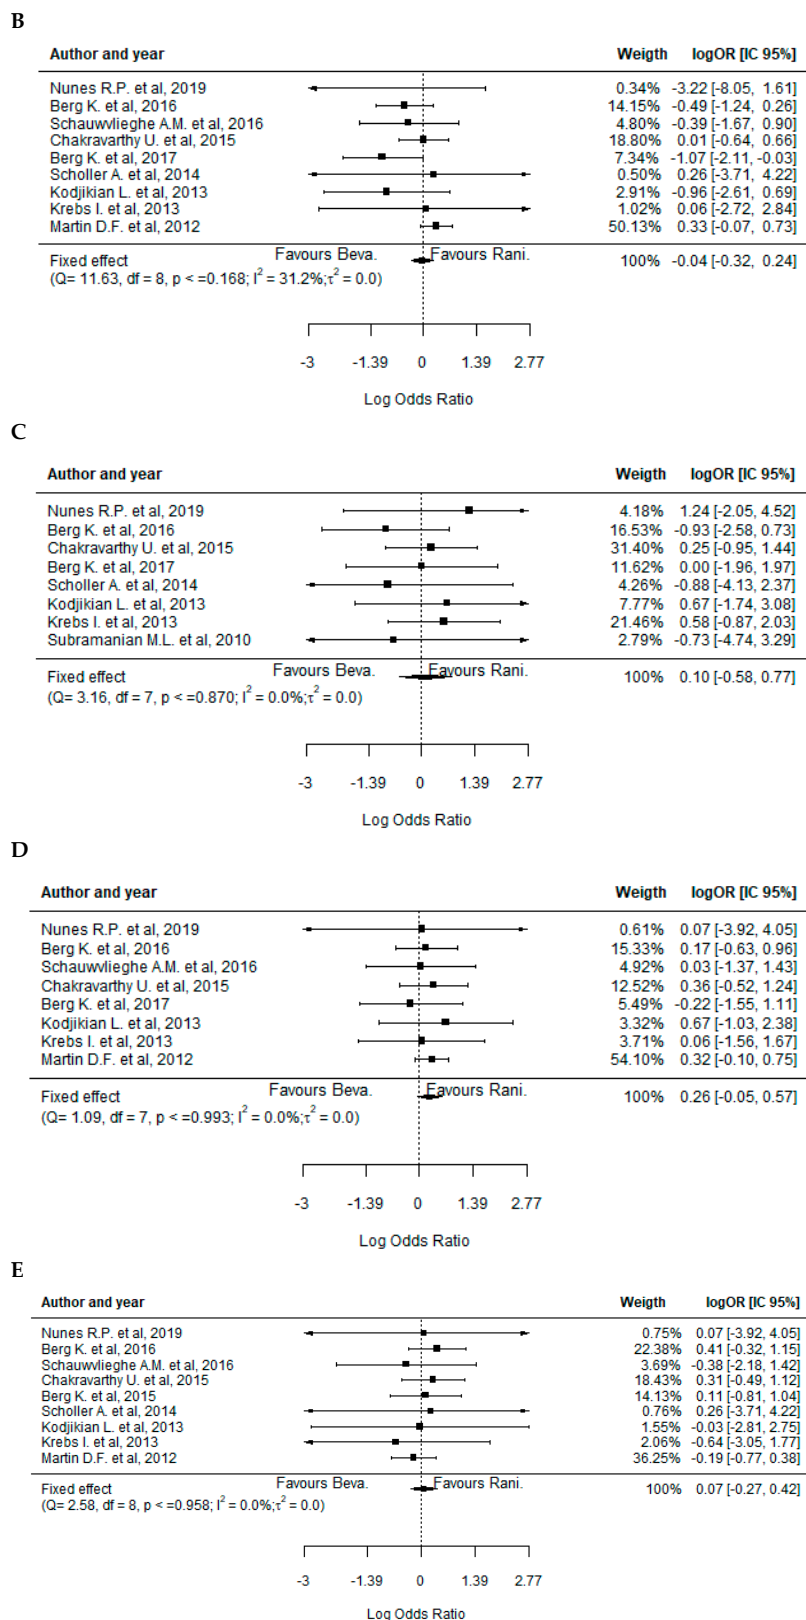 B
Author and year Weigth logOR [IC 95%]
Nunes R.P. et al, 2019 0.34% -3.22 [-8.05, 1.61]
Berg K. et al, 2016 14.15% -0.49 [-1.24, 0.26]
Schauwvlieghe A.M. et al, 2016 4.80% -0.39 [-1.67, 0.90]
Chakravarthy U. et al, 2015 18.80% 0.01 [-0.64, 0.66]
Berg K. et al, 2017 7.34% -1.07 [-2.11, -0.03]
Scholler A. et al, 2014 0.50% 0.26 [-3.71, 4.22]
Kodjikian L. et al, 2013 2.91% -0.96 [-2.61, 0.69]
Krebs I. et al, 2013 1.02% 0.06 [-2.72, 2.84]
Martin D.F. et al, 2012 50.13% 0.33 [-0.07, 0.73]
Favours Beva. Favours Rani.
Fixed effect 100% -0.04 [-0.32, 0.24]
(Q= 11.63, df = 8, p <=0.168; I² = 31.2%;τ² = 0.0)
-3 -1.39 0 1.39 2.77
Log Odds Ratio
C
Author and year Weigth logOR [IC 95%]
Nunes R.P. et al, 2019 4.18% 1.24 [-2.05, 4.52]
Berg K. et al, 2016 16.53% -0.93 [-2.58, 0.73]
Chakravarthy U. et al, 2015 31.40% 0.25 [-0.95, 1.44]
Berg K. et al, 2017 11.62% 0.00 [-1.96, 1.97]
Scholler A. et al, 2014 4.26% -0.88 [-4.13, 2.37]
Kodjikian L. et al, 2013 7.77% 0.67 [-1.74, 3.08]
Krebs I. et al, 2013 21.46% 0.58 [-0.87, 2.03]
Subramanian M.L. et al, 2010 2.79% -0.73 [-4.74, 3.29]
Favours Beva. Favours Rani.
Fixed effect 100% 0.10 [-0.58, 0.77]
(Q= 3.16, df = 7, p <=0.870; I² = 0.0%;τ² = 0.0)
-3 -1.39 0 1.39 2.77
Log Odds Ratio
D
Author and year Weigth logOR [IC 95%]
Nunes R.P. et al, 2019 0.61% 0.07 [-3.92, 4.05]
Berg K. et al, 2016 15.33% 0.17 [-0.63, 0.96]
Schauwvlieghe A.M. et al, 2016 4.92% 0.03 [-1.37, 1.43]
Chakravarthy U. et al, 2015 12.52% 0.36 [-0.52, 1.24]
Berg K. et al, 2017 5.49% -0.22 [-1.55, 1.11]
Kodjikian L. et al, 2013 3.32% 0.67 [-1.03, 2.38]
Krebs I. et al, 2013 3.71% 0.06 [-1.56, 1.67]
Martin D.F. et al, 2012 54.10% 0.32 [-0.10, 0.75]
Favours Beva. Favours Rani.
Fixed effect 100% 0.26 [-0.05, 0.57]
(Q= 1.09, df = 7, p <=0.993; I² = 0.0%;τ² = 0.0)
-3 -1.39 0 1.39 2.77
Log Odds Ratio
E
Author and year Weigth logOR [IC 95%]
Nunes R.P. et al, 2019 0.75% 0.07 [-3.92, 4.05]
Berg K. et al, 2016 22.38% 0.41 [-0.32, 1.15]
Schauwvlieghe A.M. et al, 2016 3.69% -0.38 [-2.18, 1.42]
Chakravarthy U. et al, 2015 18.43% 0.31 [-0.49, 1.12]
Berg K. et al, 2015 14.13% 0.11 [-0.81, 1.04]
Scholler A. et al, 2014 0.76% 0.26 [-3.71, 4.22]
Kodjikian L. et al, 2013 1.55% -0.03 [-2.81, 2.75]
Krebs I. et al, 2013 2.06% -0.64 [-3.05, 1.77]
Martin D.F. et al, 2012 36.25% -0.19 [-0.77, 0.38]
Favours Beva. Favours Rani.
Fixed effect 100% 0.07 [-0.27, 0.42]
(Q= 2.58, df = 8, p <=0.958; I² = 0.0%;τ² = 0.0)
-3 -1.39 0 1.39 2.77
Log Odds Ratio